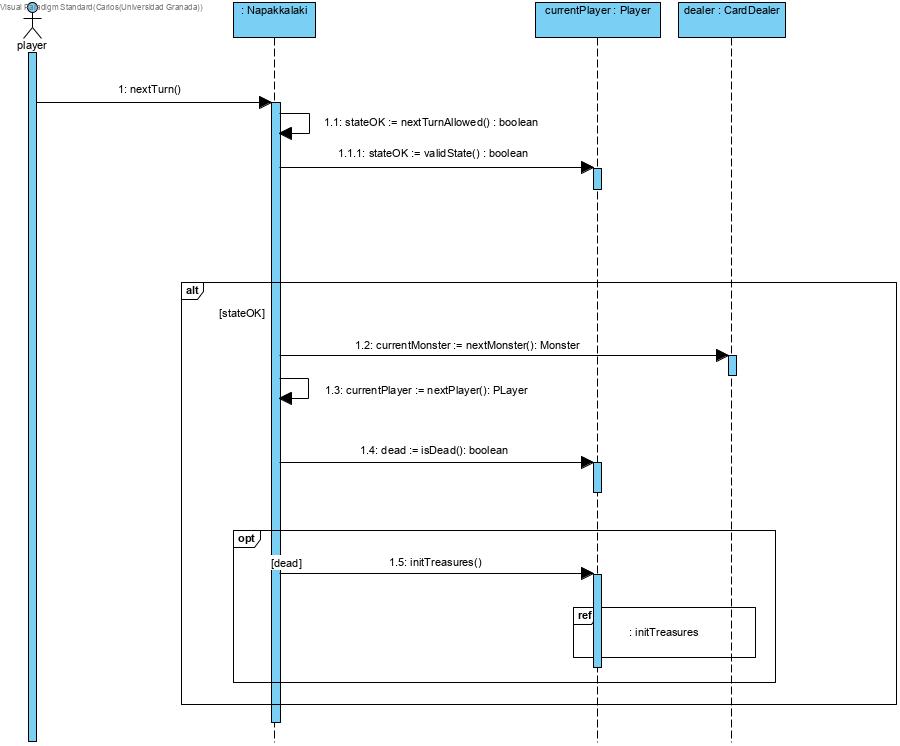 Visual Paradigm Standard(Carlos(Universidad Granada))
: Napakkalaki
currentPlayer : Player
dealer : CardDealer
player
1: nextTurn()
1.1: stateOK := nextTurnAllowed() : boolean
1.1.1: stateOK := validState() : boolean
alt
[stateOK]
1.2: currentMonster := nextMonster(): Monster
1.3: currentPlayer := nextPlayer(): PLayer
1.4: dead := isDead(): boolean
opt
[dead]
1.5: initTreasures()
ref
: initTreasures